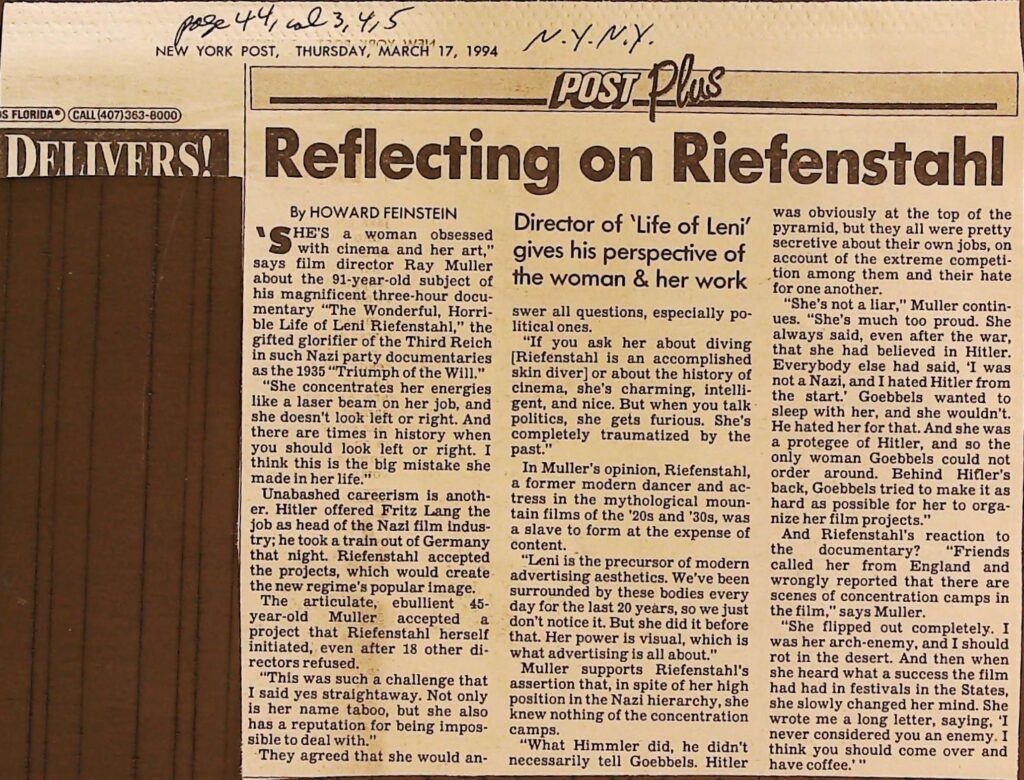 page 44, col 3, 4, 5
N.Y. N.Y.
NEW YORK POST, THURSDAY, MARCH 17, 1994
POST Plus
S FLORIDA® CALL (407) 363-8000
DELIVERS!
Reflecting on Riefenstahl
By HOWARD FEINSTEIN
'SHE'S a woman obsessed
with cinema and her art,"
says film director Ray Muller
about the 91-year-old subject of
his magnificent three-hour docu-
mentary "The Wonderful, Horri-
ble Life of Leni Riefenstahl," the
gifted glorifier of the Third Reich
in such Nazi party documentaries
as the 1935 "Triumph of the Will."
"She concentrates her energies
like a laser beam on her job, and
she doesn't look left or right. And
there are times in history when
you should look left or right. I
think this is the big mistake she
made in her life."
Unabashed careerism is anoth-
er. Hitler offered Fritz Lang the
job as head of the Nazi film indus-
try; he took a train out of Germany
that night. Riefenstahl accepted
the projects, which would create
the new regime's popular image.
The articulate, ebullient 45-
year-old Muller accepted a
project that Riefenstahl herself
initiated, even after 18 other di-
rectors refused.
"This was such a challenge that
I said yes straightaway. Not only
is her name taboo, but she also
has a reputation for being impos-
sible to deal with."
They agreed that she would an-
Director of 'Life of Leni'
gives his perspective of
the woman & her work
swer all questions, especially po-
litical ones.
"If you ask her about diving
[Riefenstahl is an accomplished
skin diver] or about the history of
cinema, she's charming, intelli-
gent, and nice. But when you talk
politics, she gets furious. She's
completely traumatized by the
past."
In Muller's opinion, Riefenstahl,
a former modern dancer and ac-
tress in the mythological moun-
tain films of the '20s and '30s, was
a slave to form at the expense of
content.
"Leni is the precursor of modern
advertising aesthetics. We've been
surrounded by these bodies every
day for the last 20 years, so we just
don't notice it. But she did it before
that. Her power is visual, which is
what advertising is all about."
Muller supports Riefenstahl's
assertion that, in spite of her high
position in the Nazi hierarchy, she
knew nothing of the concentration
camps.
"What Himmler did, he didn't
necessarily tell Goebbels. Hitler
was obviously at the top of the
pyramid, but they all were pretty
secretive about their own jobs, on
account of the extreme competi-
tion among them and their hate
for one another.
"She's not a liar," Muller contin-
ues. "She's much too proud. She
always said, even after the war,
that she had believed in Hitler.
Everybody else had said, 'I was
not a Nazi, and I hated Hitler from
the start.' Goebbels wanted to
sleep with her, and she wouldn't.
He hated her for that. And she was
a protegee of Hitler, and so the
only woman Goebbels could not
order around. Behind Hitler's
back, Goebbels tried to make it as
hard as possible for her to orga-
nize her film projects."
And Riefenstahl's reaction to
the documentary? "Friends
called her from England and
wrongly reported that there are
scenes of concentration camps in
the film," says Muller.
"She flipped out completely. I
was her arch-enemy, and I should
rot in the desert. And then when
she heard what a success the film
had had in festivals in the States,
she slowly changed her mind. She
wrote me a long letter, saying, 'I
never considered you an enemy. I
think you should come over and
have coffee.' "